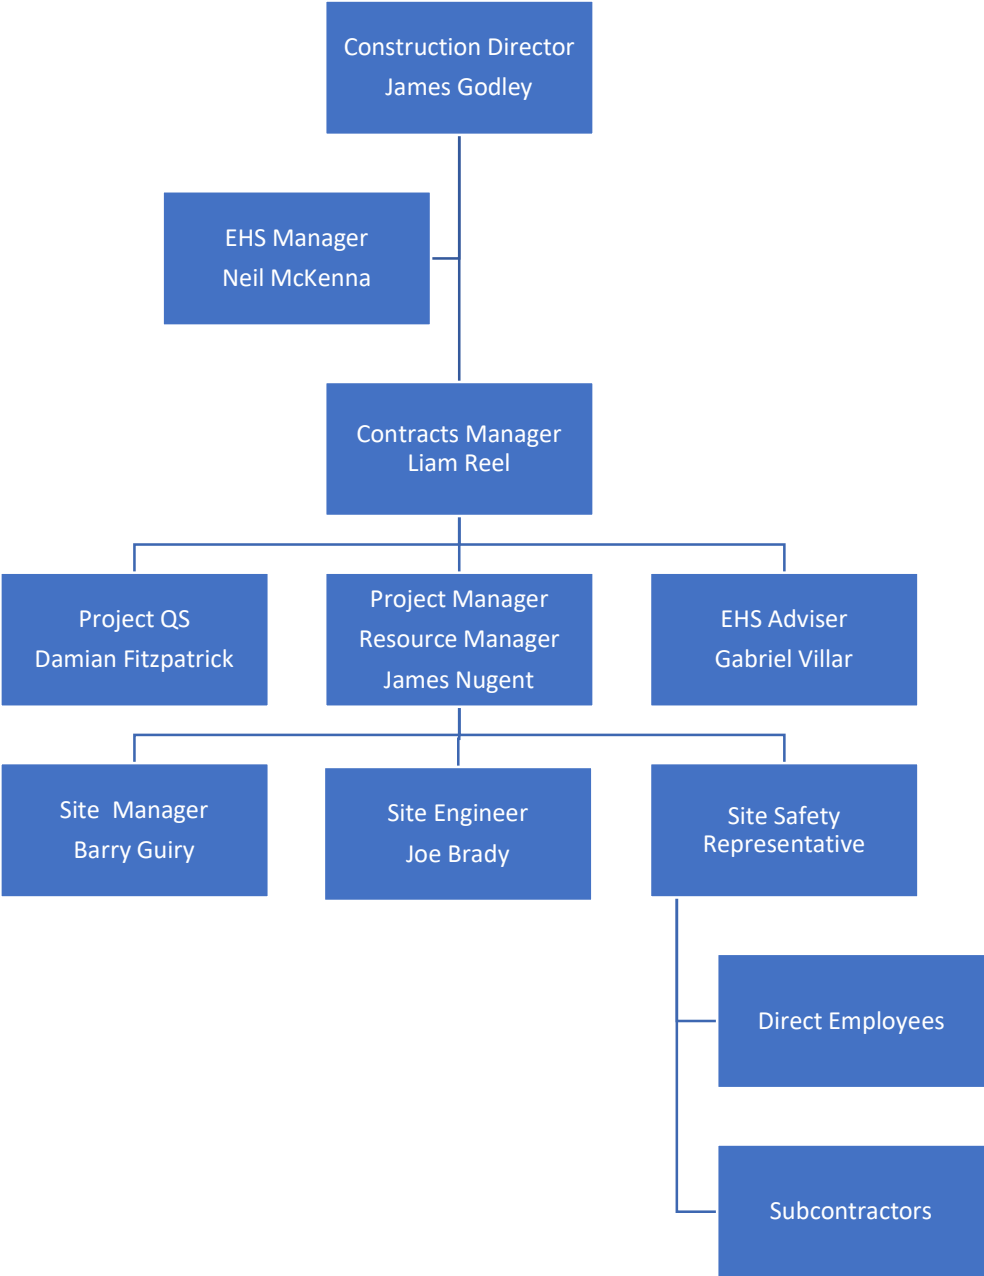 Construction Director
James Godley
EHS Manager
Neil McKenna
Contracts Manager
Liam Reel
Project QS
Damian Fitzpatrick
Project Manager
Resource Manager
James Nugent
EHS Adviser
Gabriel Villar
Site  Manager
Barry Guiry
Site Engineer
Joe Brady
Site Safety
Representative
Direct Employees
Subcontractors